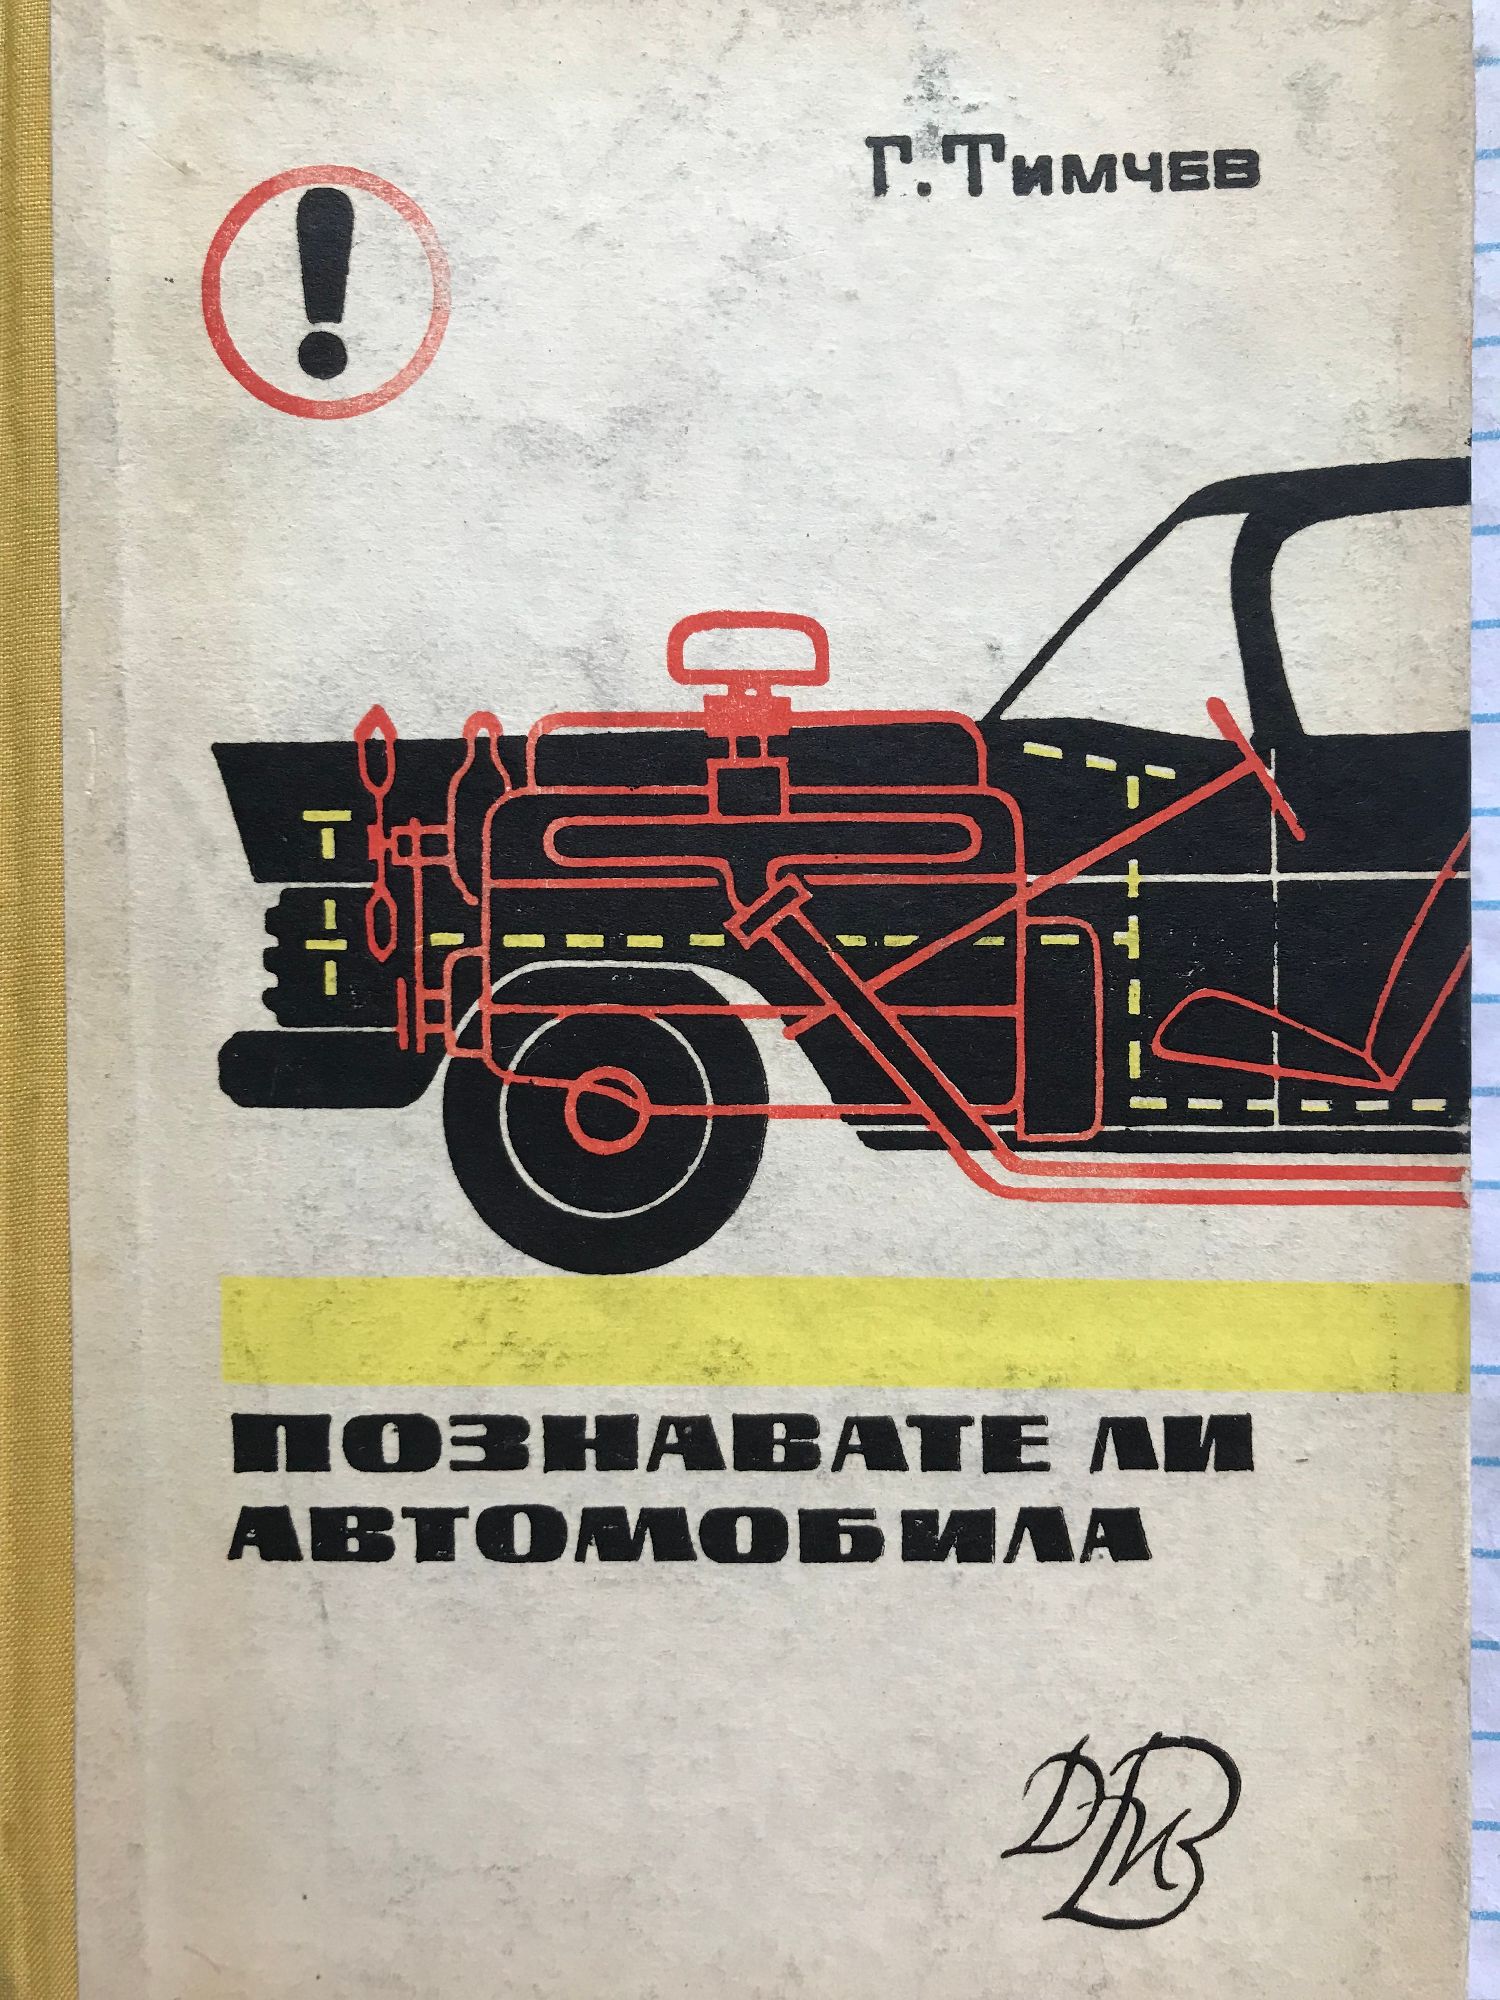 !
Г. Тимчев
ПОЗНАВАТЕ ЛИ
АВТОМОБИЛА